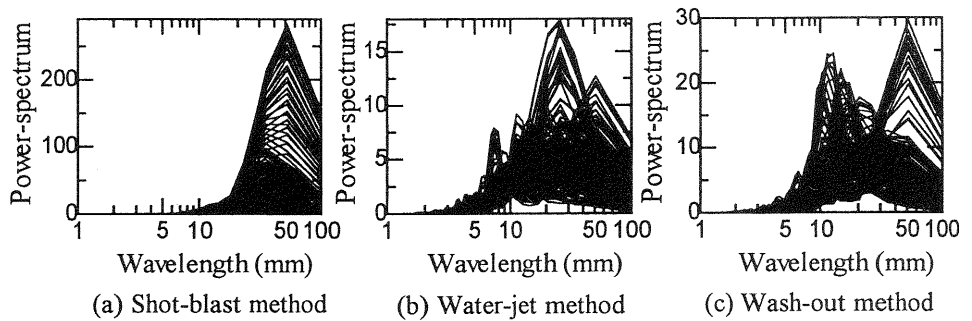 Power-spectrum
200
100
0
1 5 10 50 100
Wavelength (mm)
(a) Shot-blast method
Power-spectrum
15
10
5
0
1 5 10 50 100
Wavelength (mm)
(b) Water-jet method
Power-spectrum
30
20
10
0
1 5 10 50 100
Wavelength (mm)
(c) Wash-out method